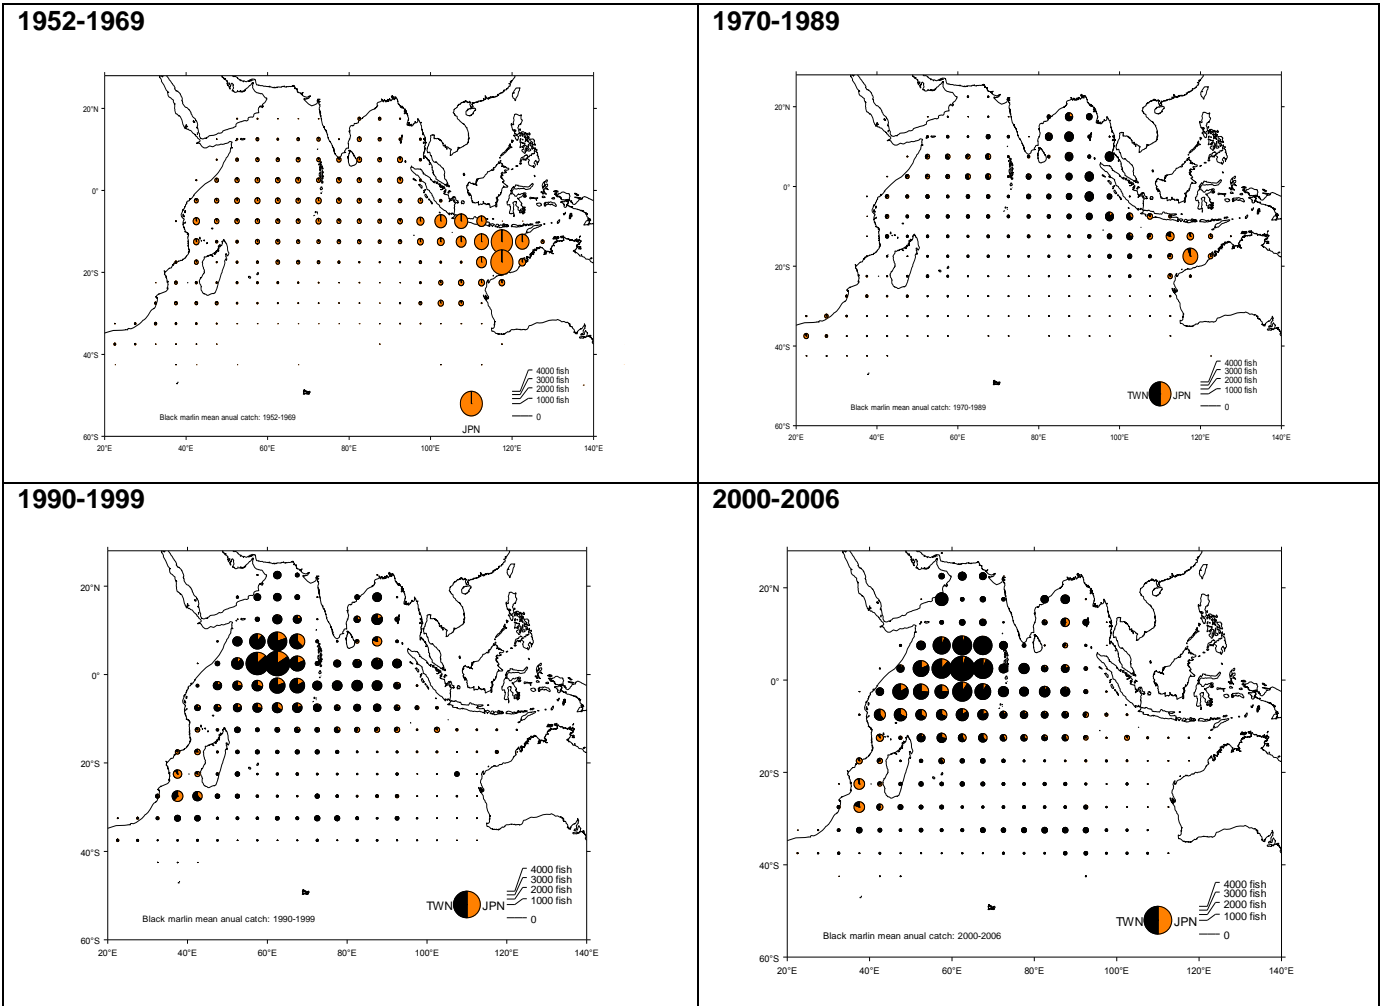 1952-1969
20°N
0°
20°S
40°S
60°S
20°E 40°E 60°E 80°E 100°E 120°E 140°E
4000 fish
3000 fish
2000 fish
1000 fish
0
JPN
Black marlin mean anual catch: 1952-1969
1970-1989
20°N
0°
20°S
40°S
60°S
20°E 40°E 60°E 80°E 100°E 120°E 140°E
4000 fish
3000 fish
2000 fish
1000 fish
0
TWN JPN
Black marlin mean anual catch: 1970-1989
1990-1999
20°N
0°
20°S
40°S
60°S
20°E 40°E 60°E 80°E 100°E 120°E 140°E
4000 fish
3000 fish
2000 fish
1000 fish
0
TWN JPN
Black marlin mean anual catch: 1990-1999
2000-2006
20°N
0°
20°S
40°S
60°S
20°E 40°E 60°E 80°E 100°E 120°E 140°E
4000 fish
3000 fish
2000 fish
1000 fish
0
TWN JPN
Black marlin mean anual catch: 2000-2006